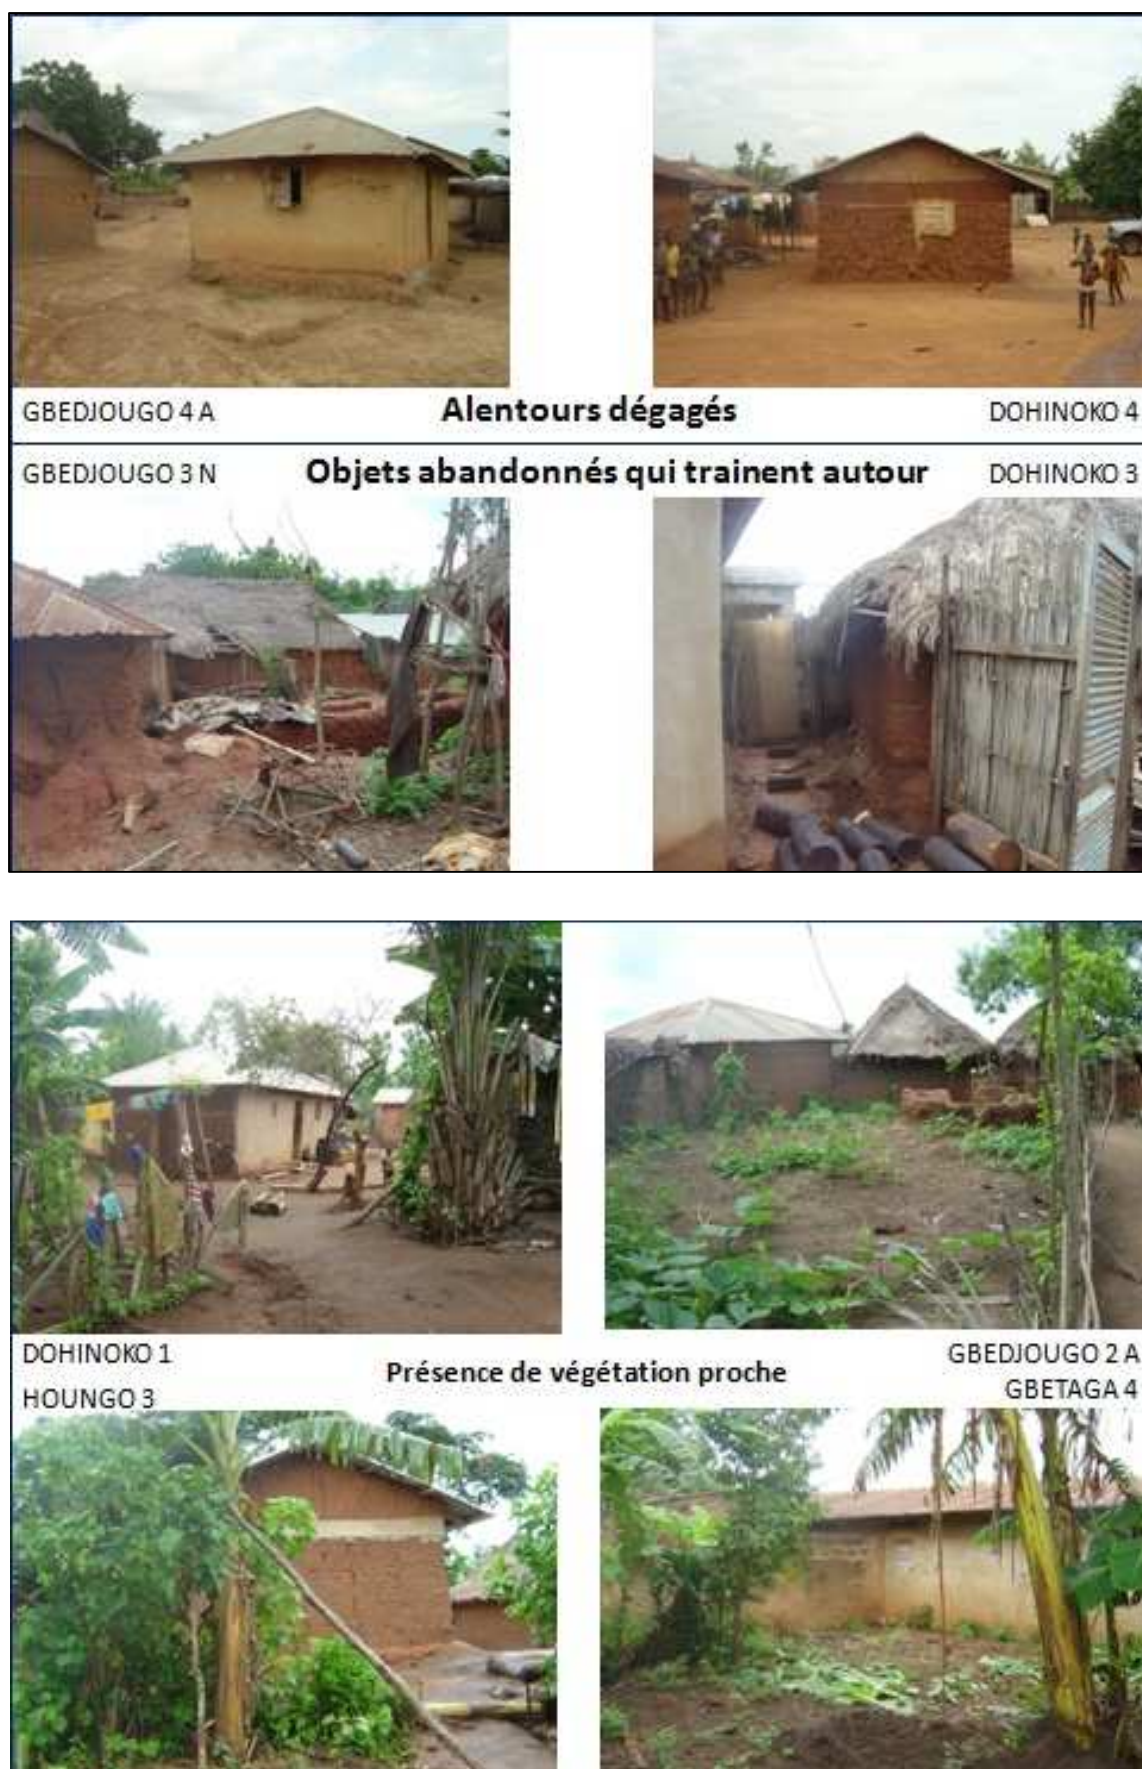 GBEDJOUGO 4 A Alentours dégagés DOHINOKO 4
GBEDJOUGO 3 N Objets abandonnés qui trainent autour DOHINOKO 3
DOHINOKO 1 Présence de végétation proche GBEDJOUGO 2 A
HOUNGO 3 GBETAGA 4